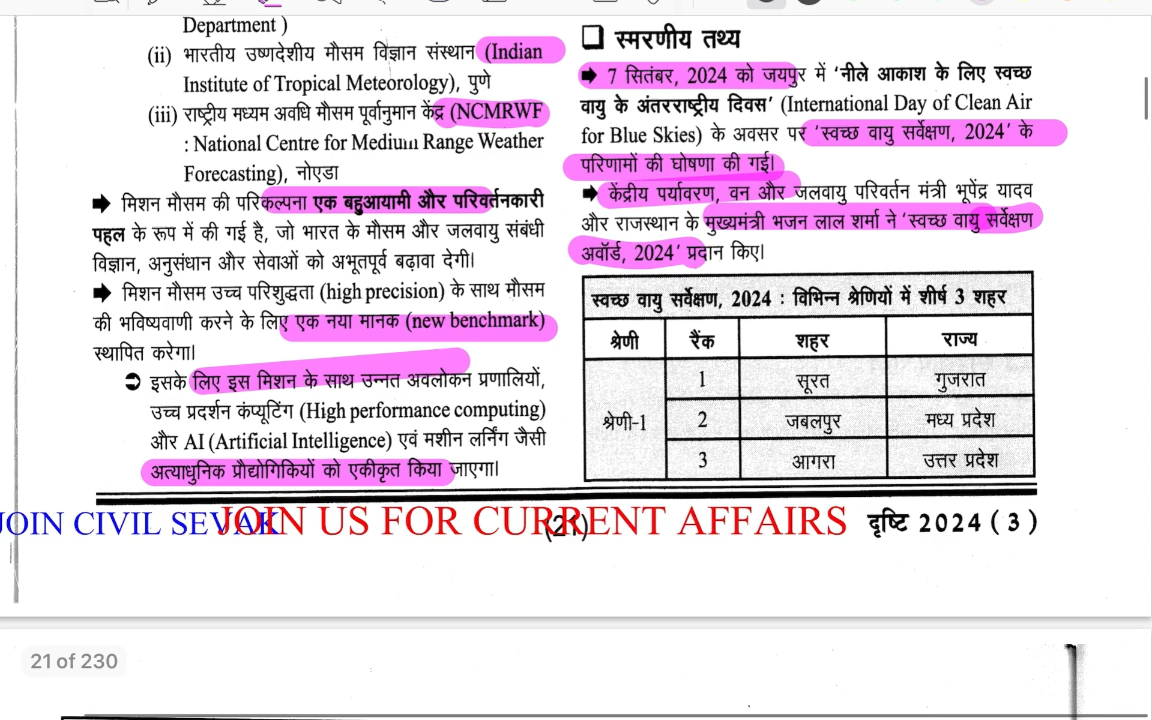 Department )
(ii) भारतीय उष्णदेशीय मौसम विज्ञान संस्थान (Indian
Institute of Tropical Meteorology), पुणे
(iii) राष्ट्रीय मध्यम अवधि मौसम पूर्वानुमान केंद्र (NCMRWF
: National Centre for Medium Range Weather
Forecasting), नोएडा
➡ मिशन मौसम की परिकल्पना एक बहुआयामी और परिवर्तनकारी
पहल के रूप में की गई है, जो भारत के मौसम और जलवायु संबंधी
विज्ञान, अनुसंधान और सेवाओं को अभूतपूर्व बढ़ावा देगी।
➡ मिशन मौसम उच्च परिशुद्धता (high precision) के साथ मौसम
की भविष्यवाणी करने के लिए एक नया मानक (new benchmark)
स्थापित करेगा।
➲ इसके लिए इस मिशन के साथ उन्नत अवलोकन प्रणालियों,
उच्च प्रदर्शन कंप्यूटिंग (High performance computing)
और AI (Artificial Intelligence) एवं मशीन लर्निंग जैसी
अत्याधुनिक प्रौद्योगिकियों को एकीकृत किया जाएगा।
❑ स्मरणीय तथ्य
➡ 7 सितंबर, 2024 को जयपुर में ‘नीले आकाश के लिए स्वच्छ
वायु के अंतरराष्ट्रीय दिवस’ (International Day of Clean Air
for Blue Skies) के अवसर पर ‘स्वच्छ वायु सर्वेक्षण, 2024’ के
परिणामों की घोषणा की गई।
➡ केंद्रीय पर्यावरण, वन और जलवायु परिवर्तन मंत्री भूपेंद्र यादव
और राजस्थान के मुख्यमंत्री भजन लाल शर्मा ने ‘स्वच्छ वायु सर्वेक्षण
अवॉर्ड, 2024’ प्रदान किए।
स्वच्छ वायु सर्वेक्षण, 2024 : विभिन्न श्रेणियों में शीर्ष 3 शहर
श्रेणी रैंक शहर राज्य
1 सूरत गुजरात
श्रेणी-1 2 जबलपुर मध्य प्रदेश
3 आगरा उत्तर प्रदेश
JOIN CIVIL SEVAK JOIN US FOR CURRENT AFFAIRS (21) दृष्टि 2024 ( 3 )
21 of 230